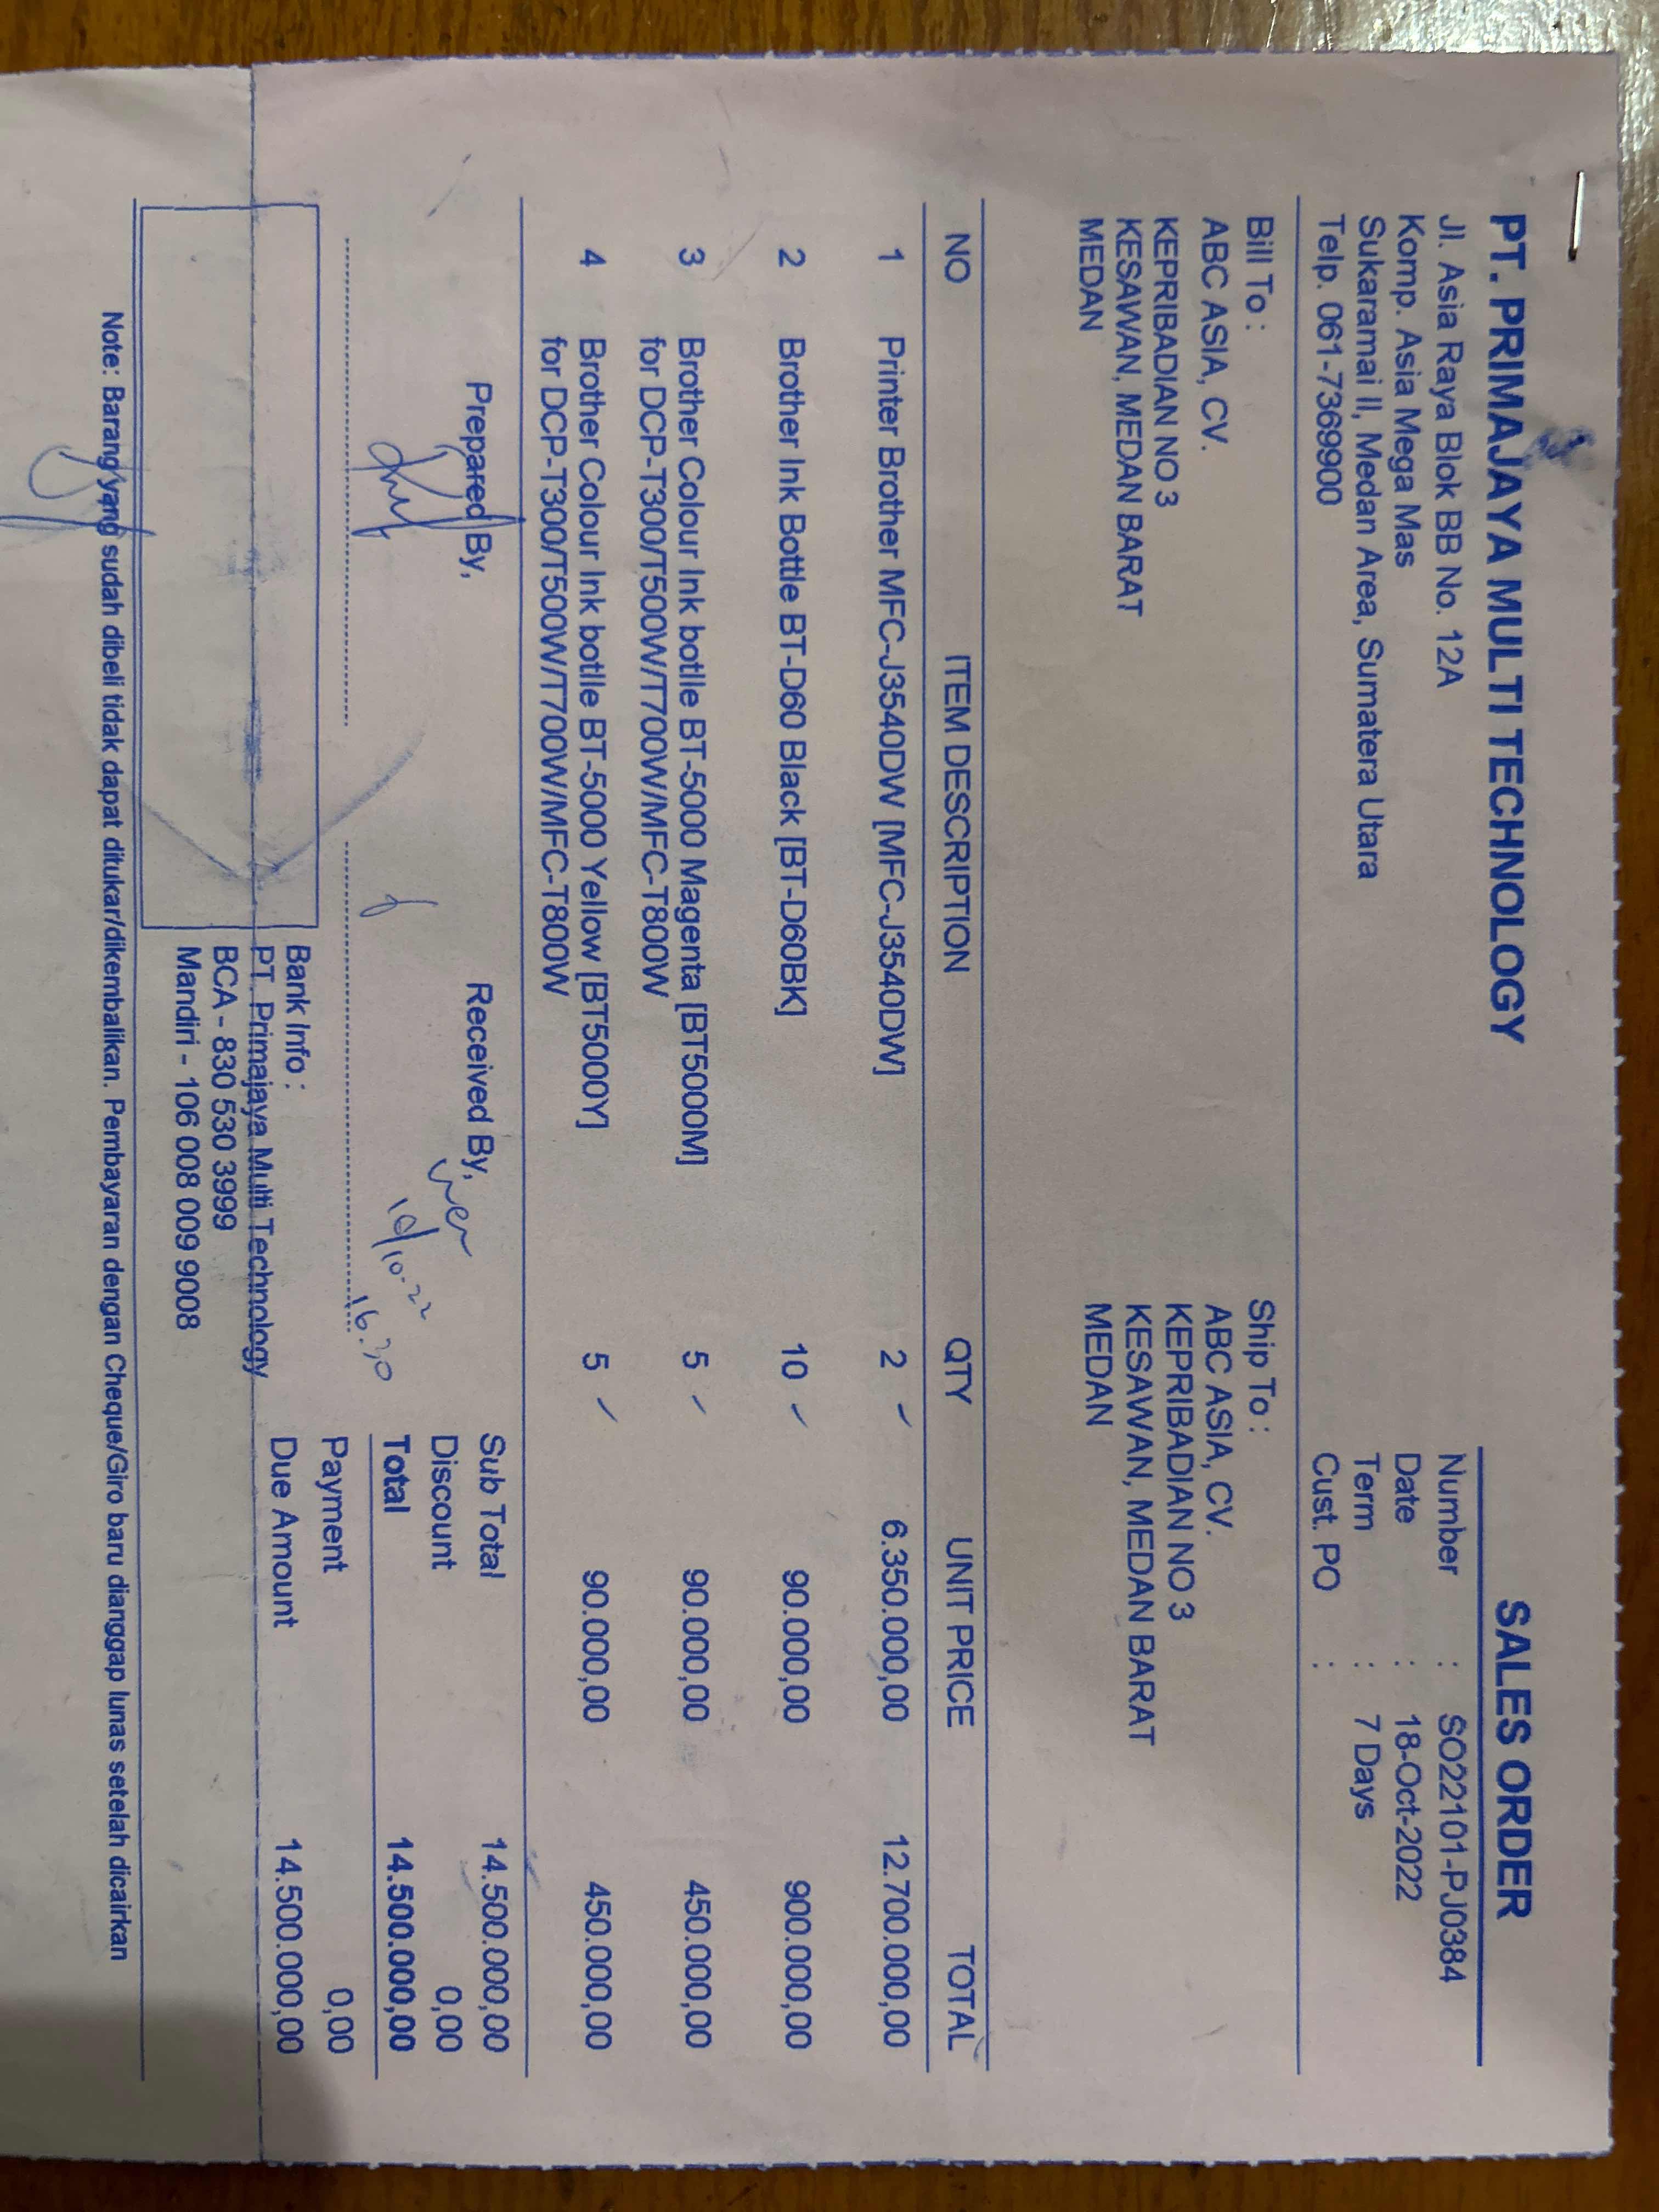 PT. PRIMAJAYA MULTI TECHNOLOGY
Jl. Asia Raya Blok BB No. 12A
Komp. Asia Mega Mas
Sukaramai II, Medan Area, Sumatera Utara
Telp. 061-7369900
SALES ORDER
Number : SO22101-PJ0384
Date : 18-Oct-2022
Term : 7 Days
Cust. PO :
Bill To :
ABC ASIA, CV.
KEPRIBADIAN NO 3
KESAWAN, MEDAN BARAT
MEDAN
Ship To :
ABC ASIA, CV.
KEPRIBADIAN NO 3
KESAWAN, MEDAN BARAT
MEDAN
NO ITEM DESCRIPTION QTY UNIT PRICE TOTAL
1 Printer Brother MFC-J3540DW [MFC-J3540DW] 2 6.350.000,00 12.700.000,00
2 Brother Ink Bottle BT-D60 Black [BT-D60BK] 10 90.000,00 900.000,00
3 Brother Colour Ink botlle BT-5000 Magenta [BT5000M] 5 90.000,00 450.000,00
for DCP-T300/T500W/T700W/MFC-T800W
4 Brother Colour Ink botlle BT-5000 Yellow [BT5000Y] 5 90.000,00 450.000,00
for DCP-T300/T500W/T700W/MFC-T800W
Prepared By,
Received By,
16.30
Sub Total 14.500.000,00
Discount 0,00
Total 14.500.000,00
Payment 0,00
Due Amount 14.500.000,00
Bank Info :
PT. Primajaya Multi Technology
BCA - 830 530 3999
Mandiri - 106 008 009 9008
Note: Barang yang sudah dibeli tidak dapat ditukar/dikembalikan. Pembayaran dengan Cheque/Giro baru dianggap lunas setelah dicairkan